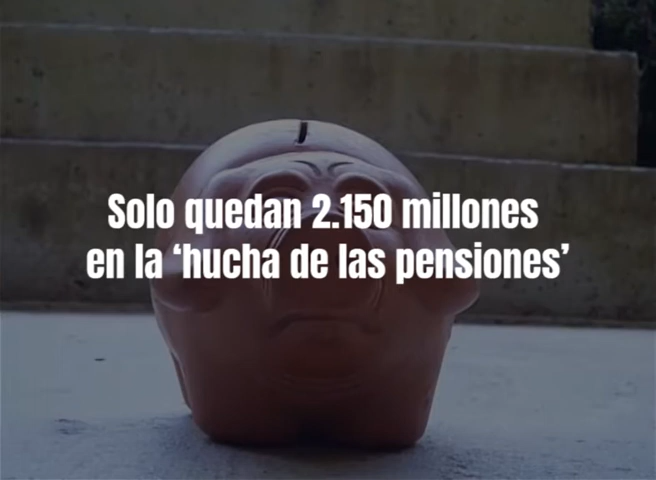 Solo quedan 2.150 millones
en la ‘hucha de las pensiones’